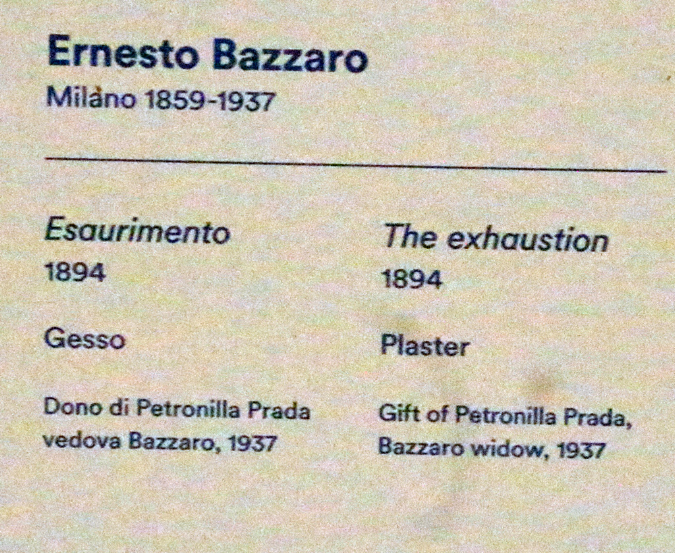 Ernesto Bazzaro
Milano 1859-1937
Esaurimento
1894
Gesso
Dono di Petronilla Prada
vedova Bazzaro, 1937
The exhaustion
1894
Plaster
Gift of Petronilla Prada,
Bazzaro widow, 1937